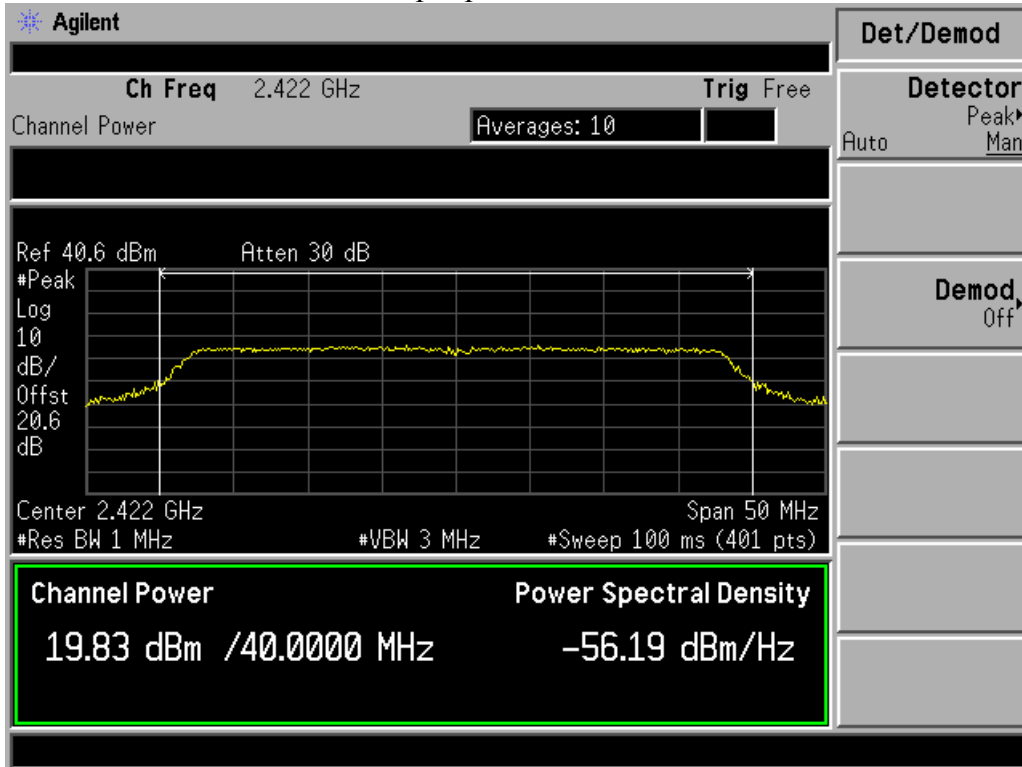 Agilent
Det/Demod
Ch Freq 2.422 GHz Trig Free
Channel Power Averages: 10
Detector
Peak
Auto Man
Ref 40.6 dBm Atten 30 dB
#Peak
Log
10
dB/
Offst
20.6
dB
Demod
Off
Center 2.422 GHz Span 50 MHz
#Res BW 1 MHz #VBW 3 MHz #Sweep 100 ms (401 pts)
Channel Power Power Spectral Density
19.83 dBm /40.0000 MHz -56.19 dBm/Hz